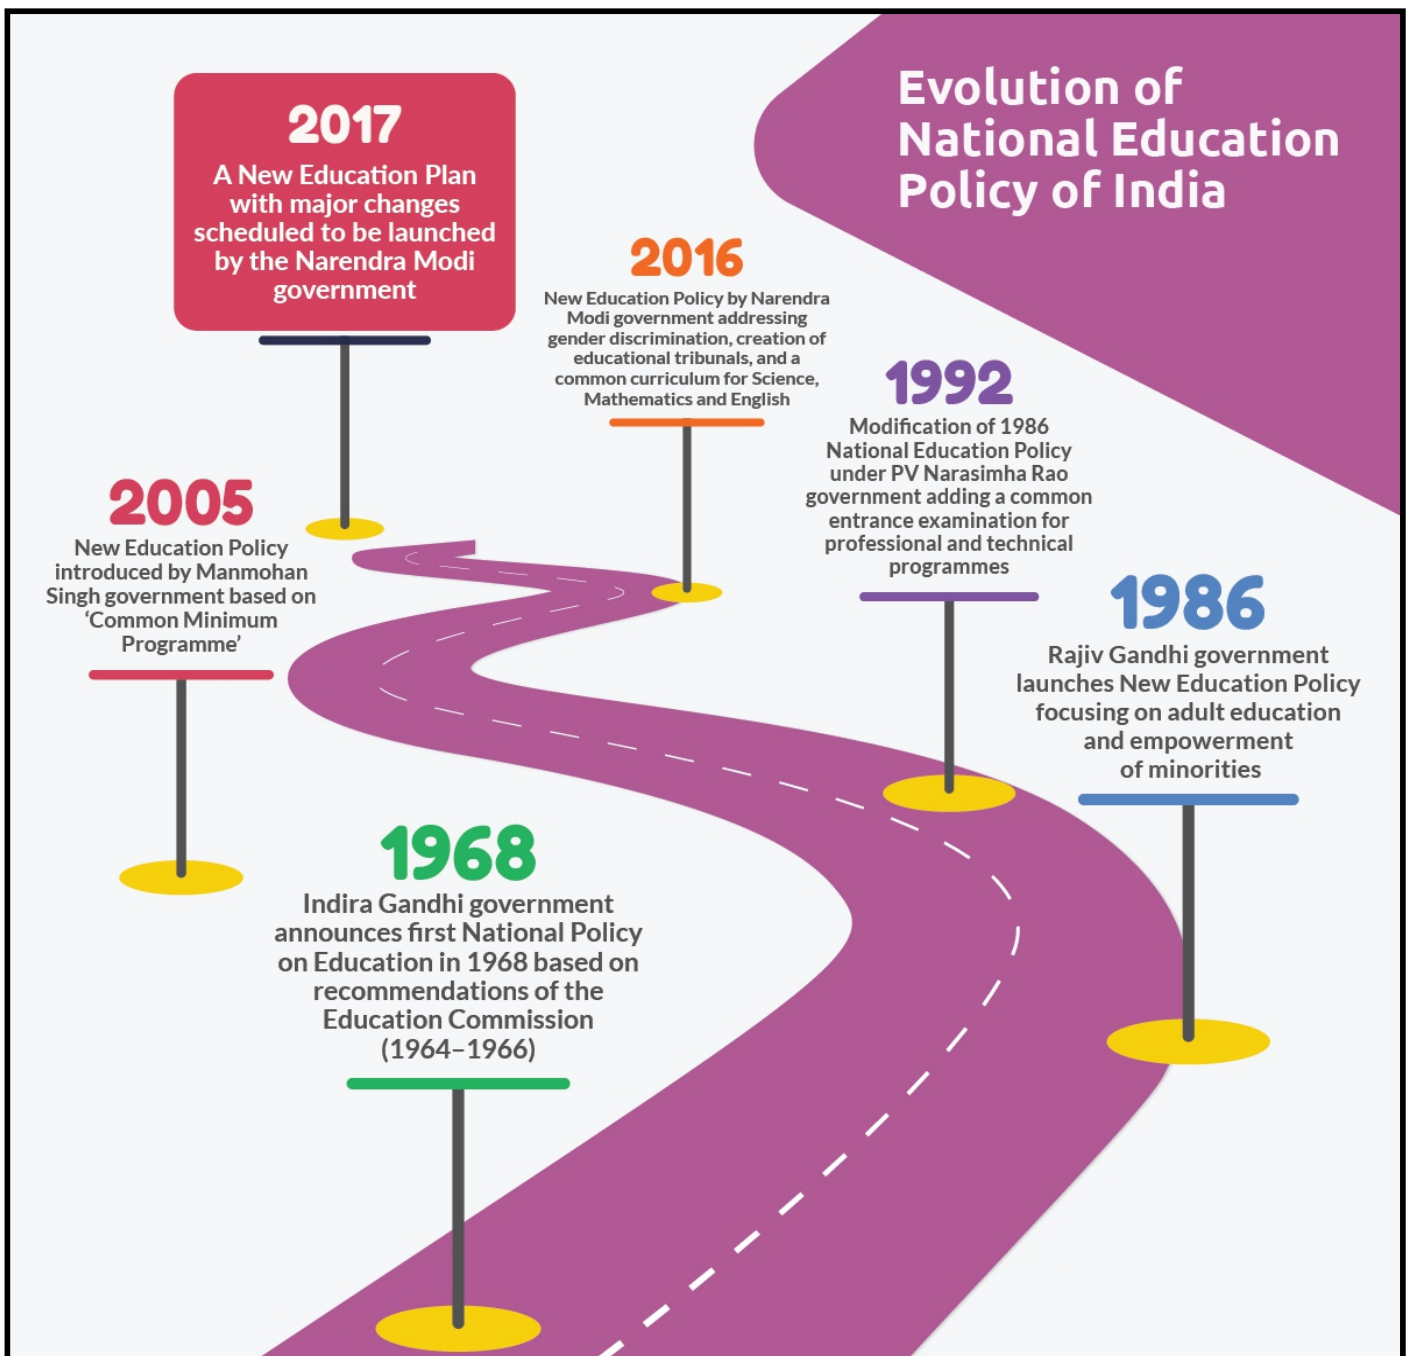 Evolution of
National Education
Policy of India
2017
A New Education Plan
with major changes
scheduled to be launched
by the Narendra Modi
government
2016
New Education Policy by Narendra
Modi government addressing
gender discrimination, creation of
educational tribunals, and a
common curriculum for Science,
Mathematics and English
1992
Modification of 1986
National Education Policy
under PV Narasimha Rao
government adding a common
entrance examination for
professional and technical
programmes
2005
New Education Policy
introduced by Manmohan
Singh government based on
‘Common Minimum
Programme’
1986
Rajiv Gandhi government
launches New Education Policy
focusing on adult education
and empowerment
of minorities
1968
Indira Gandhi government
announces first National Policy
on Education in 1968 based on
recommendations of the
Education Commission
(1964–1966)